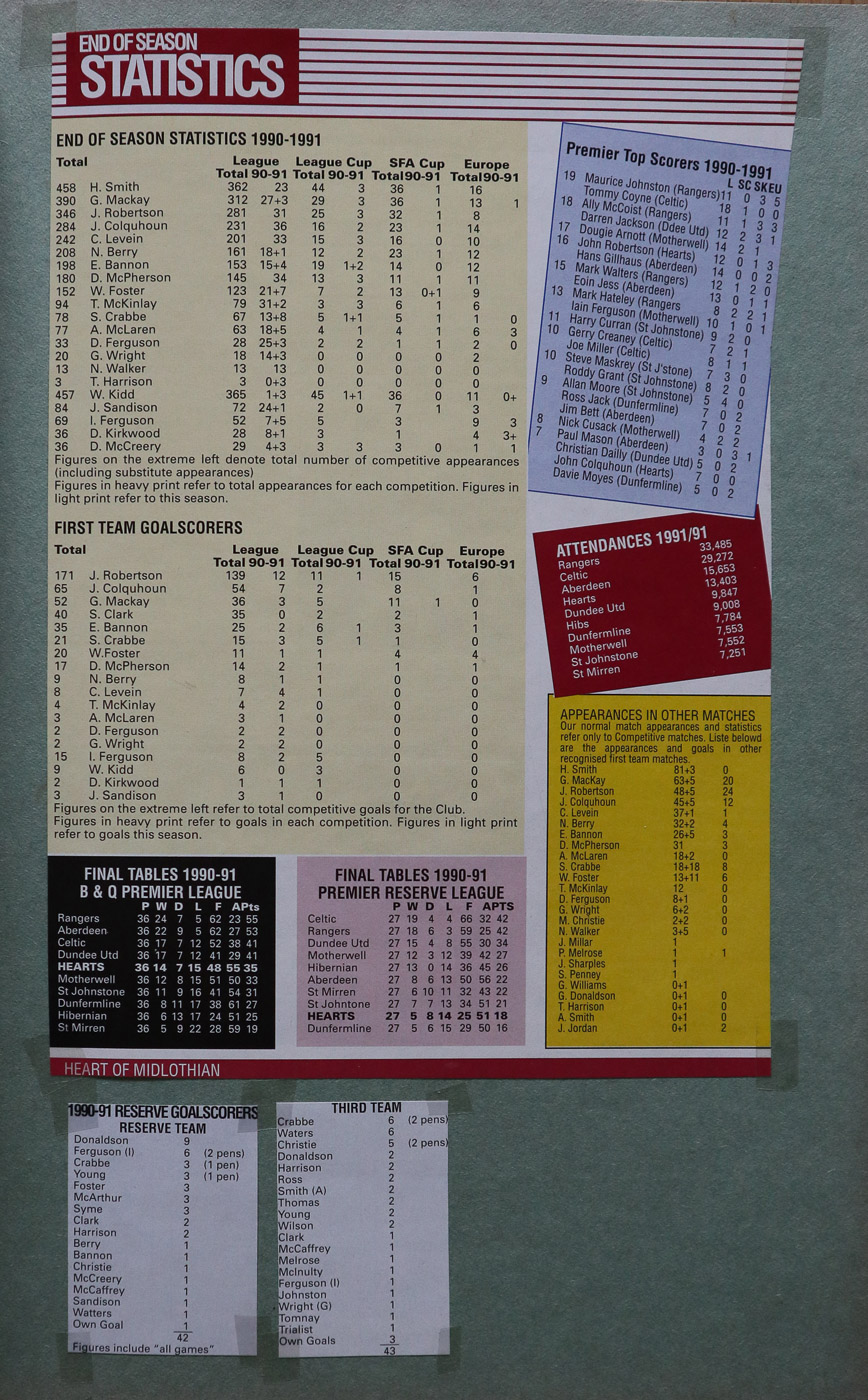 END OF SEASON
STATISTICS
END OF SEASON STATISTICS 1990-1991
Total League League Cup SFA Cup Europe
Total 90-91 Total 90-91 Total 90-91 Total 90-91
458 H. Smith 362 23 44 3 36 1 16
390 G. Mackay 312 27+3 29 3 36 1 13 1
346 J. Robertson 281 31 25 3 32 1 8
284 J. Colquhoun 231 36 16 2 23 1 14
242 C. Levein 201 33 15 3 16 0 10
208 N. Berry 161 18+1 12 2 23 1 12
198 E. Bannon 153 15+4 19 1+2 14 0 12
180 D. McPherson 145 34 13 3 11 1 11
152 W. Foster 123 21+7 7 2 13 0+1 9
94 T. McKinlay 79 31+2 3 3 6 1 6
78 S. Crabbe 67 13+8 5 1+1 5 1 1 0
77 A. McLaren 63 18+5 4 1 4 1 6 3
33 D. Ferguson 28 25+3 2 2 1 1 2 0
20 G. Wright 18 14+3 0 0 0 0 2
13 N. Walker 13 13 0 0 0 0 0
3 T. Harrison 3 0+3 0 0 0 0 0
457 W. Kidd 365 1+3 45 1+1 36 0 11 0+
84 J. Sandison 72 24+1 2 0 7 1 3
69 I. Ferguson 52 7+5 5 3 9 3
36 D. Kirkwood 28 8+1 3 1 4 3+
36 D. McCreery 29 4+3 3 3 3 0 1 1
Figures on the extreme left denote total number of competitive appearances
(including substitute appearances)
Figures in heavy print refer to total appearances for each competition. Figures in
light print refer to this season.
FIRST TEAM GOALSCORERS
Total League League Cup SFA Cup Europe
Total 90-91 Total 90-91 Total 90-91 Total 90-91
171 J. Robertson 139 12 11 1 15 6
65 J. Colquhoun 54 7 2 8 1
52 G. Mackay 36 3 5 11 1 0
40 S. Clark 35 0 2 2 1
35 E. Bannon 25 2 6 1 3 1
21 S. Crabbe 15 3 5 1 1 0
20 W.Foster 11 1 1 4 4
17 D. McPherson 14 2 1 1 1
9 N. Berry 8 1 1 0 0
8 C. Levein 7 4 1 0 0
4 T. McKinlay 4 2 0 0 0
3 A. McLaren 3 1 0 0 0
2 D. Ferguson 2 2 0 0 0
2 G. Wright 2 2 0 0 0
15 I. Ferguson 8 2 5 0 0
9 W. Kidd 6 0 3 0 0
2 D. Kirkwood 1 1 1 0 0
3 J. Sandison 3 1 0 0 0
Figures on the extreme left refer to total competitive goals for the Club.
Figures in heavy print refer to goals in each competition. Figures in light print
refer to goals this season.
FINAL TABLES 1990-91
B & Q PREMIER LEAGUE
P W D L F APts
Rangers 36 24 7 5 62 23 55
Aberdeen 36 22 9 5 62 27 53
Celtic 36 17 7 12 52 38 41
Dundee Utd 36 17 7 12 41 29 41
HEARTS 36 14 7 15 48 55 35
Motherwell 36 12 8 15 51 50 33
St Johnstone 36 11 9 16 41 54 31
Dunfermline 36 8 11 17 38 61 27
Hibernian 36 6 13 17 24 51 25
St Mirren 36 5 9 22 28 59 19
FINAL TABLES 1990-91
PREMIER RESERVE LEAGUE
P W D L F APTS
Celtic 27 19 4 4 66 32 42
Rangers 27 18 6 3 59 25 42
Dundee Utd 27 15 4 8 55 30 34
Motherwell 27 12 3 12 39 42 27
Hibernian 27 13 0 14 36 45 26
Aberdeen 27 8 6 13 50 56 22
St Mirren 27 6 10 11 32 43 22
St Johntone 27 7 7 13 34 51 21
HEARTS 27 5 8 14 25 51 18
Dunfermline 27 5 6 15 29 50 16
Premier Top Scorers 1990-1991
L SC SK EU
19 Maurice Johnston (Rangers) 11 0 3 5
Tommy Coyne (Celtic) 18 1 0 0
18 Ally McCoist (Rangers) 11 1 3 3
Darren Jackson (Ddee Utd) 12 2 3 1
17 Dougie Arnott (Motherwell) 14 2 1
16 John Robertson (Hearts) 12 0 1 3
Hans Gillhaus (Aberdeen) 14 0 0 2
15 Mark Walters (Rangers) 12 1 2 0
Eoin Jess (Aberdeen) 13 0 1 1
13 Mark Hateley (Rangers 8 2 2 1
Iain Ferguson (Motherwell) 10 1 0 1
11 Harry Curran (St Johnstone) 9 2 0
10 Gerry Creaney (Celtic) 7 2 1
Joe Miller (Celtic) 8 1 1
10 Steve Maskrey (St J'stone) 7 3 0
Roddy Grant (St Johnstone) 8 2 0
9 Allan Moore (St Johnstone) 5 4 0
Ross Jack (Dunfermline) 7 0 2
Jim Bett (Aberdeen) 7 0 2
8 Nick Cusack (Motherwell) 4 2 2
7 Paul Mason (Aberdeen) 3 0 3 1
Christian Dailly (Dundee Utd) 5 0 2
John Colquhoun (Hearts) 7 0 0
Davie Moyes (Dunfermline) 5 0 2
ATTENDANCES 1991/91
Rangers 33,485
Celtic 29,272
Aberdeen 15,653
Hearts 13,403
Dundee Utd 9,847
Hibs 9,008
Dunfermline 7,784
Motherwell 7,553
St Johnstone 7,552
St Mirren 7,251
APPEARANCES IN OTHER MATCHES
Our normal match appearances and statistics
refer only to Competitive matches. Liste belowd
are the appearances and goals in other
recognised first team matches.
H. Smith 81+3 0
G. MacKay 63+5 20
J. Robertson 48+5 24
J. Colquhoun 45+5 12
C. Levein 37+1 1
N. Berry 32+2 4
E. Bannon 26+5 3
D. McPherson 31 3
A. McLaren 18+2 0
S. Crabbe 18+18 8
W. Foster 13+11 6
T. McKinlay 12 0
D. Ferguson 8+1 0
G. Wright 6+2 0
M. Christie 2+2 0
N. Walker 3+5 0
J. Millar 1
P. Melrose 1 1
J. Sharples 1
S. Penney 1
G. Williams 0+1
G. Donaldson 0+1 0
T. Harrison 0+1 0
A. Smith 0+1 0
J. Jordan 0+1 2
HEART OF MIDLOTHIAN
1990-91 RESERVE GOALSCORERS
RESERVE TEAM
Donaldson 9
Ferguson (I) 6 (2 pens)
Crabbe 3 (1 pen)
Young 3 (1 pen)
Foster 3
McArthur 3
Syme 3
Clark 2
Harrison 2
Berry 1
Bannon 1
Christie 1
McCreery 1
McCaffrey 1
Sandison 1
Watters 1
Own Goal 1
42
Figures include "all games"
THIRD TEAM
Crabbe 6 (2 pens)
Waters 6
Christie 5 (2 pens)
Donaldson 2
Harrison 2
Ross 2
Smith (A) 2
Thomas 2
Young 2
Wilson 2
Clark 1
McCaffrey 1
Melrose 1
McInulty 1
Ferguson (I) 1
Johnston 1
Wright (G) 1
Tomnay 1
Trialist 1
Own Goals 3
43